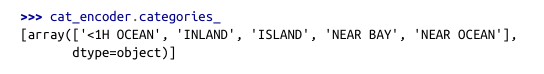 >>> cat_encoder.categories_
[array(['<1H OCEAN', 'INLAND', 'ISLAND', 'NEAR BAY', 'NEAR OCEAN'],
dtype=object)]